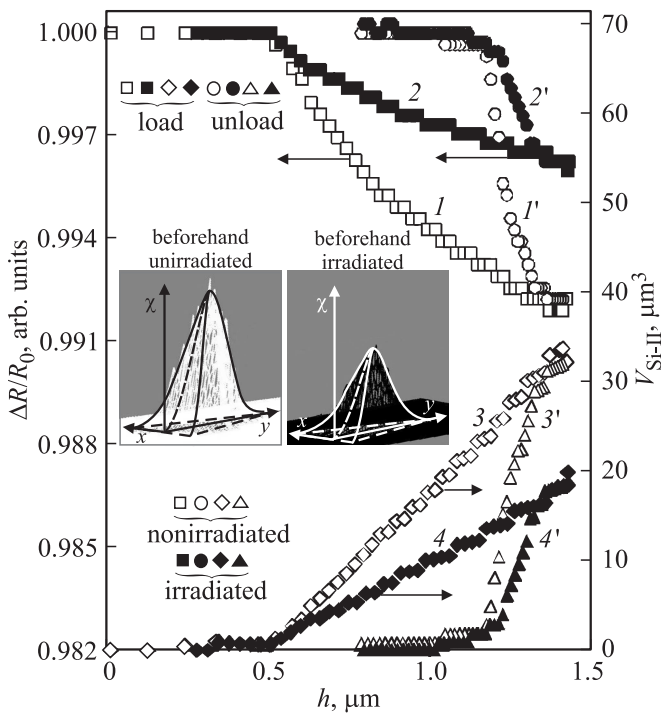 1.000
0.997
0.994
0.991
0.988
0.985
0.982
ΔR/R₀, arb. units
load unload
2
2'
1
1'
beforehand
unirradiated
χ
x
y
beforehand
irradiated
χ
x
y
3
3'
4
4'
nonirradiated
irradiated
70
60
50
40
30
20
10
0
V_Si-II, μm³
0 0.5 1.0 1.5
h, μm